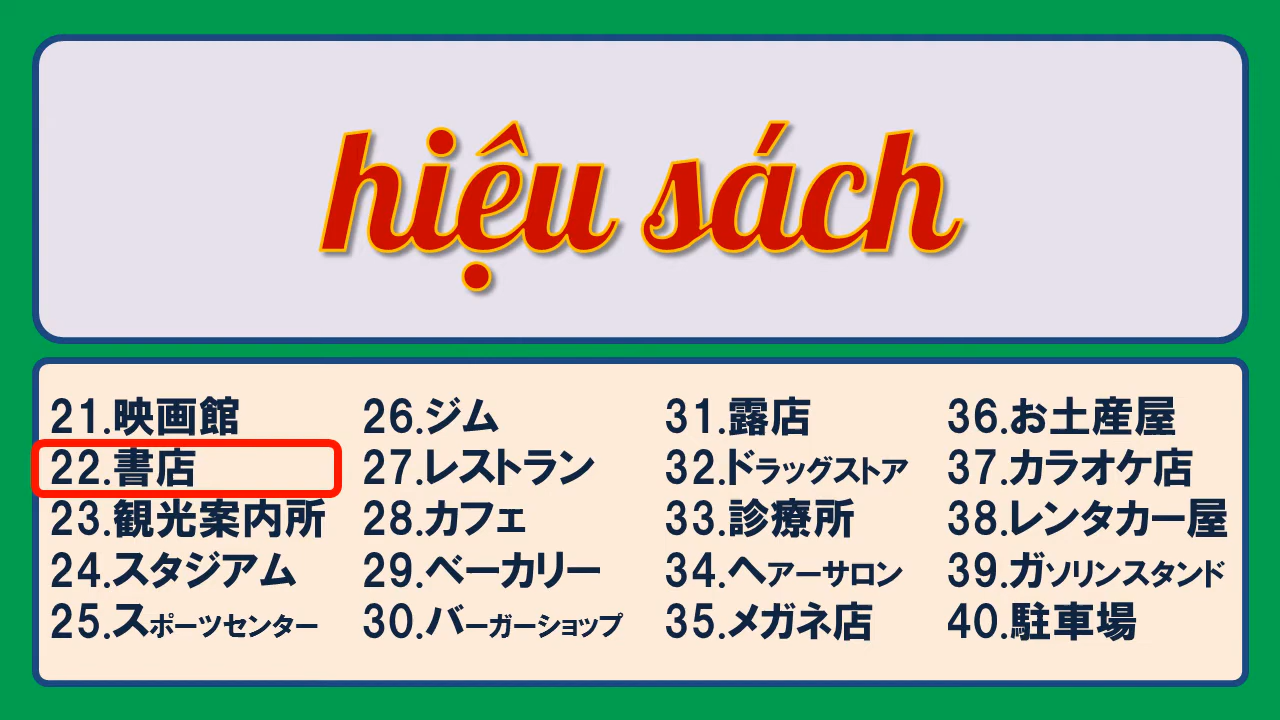 hiệu sách
21.映画館
22.書店
23.観光案内所
24.スタジアム
25.スポーツセンター
26.ジム
27.レストラン
28.カフェ
29.ベーカリー
30.バーガーショップ
31.露店
32.ドラッグストア
33.診療所
34.ヘアーサロン
35.メガネ店
36.お土産屋
37.カラオケ店
38.レンタカー屋
39.ガソリンスタンド
40.駐車場